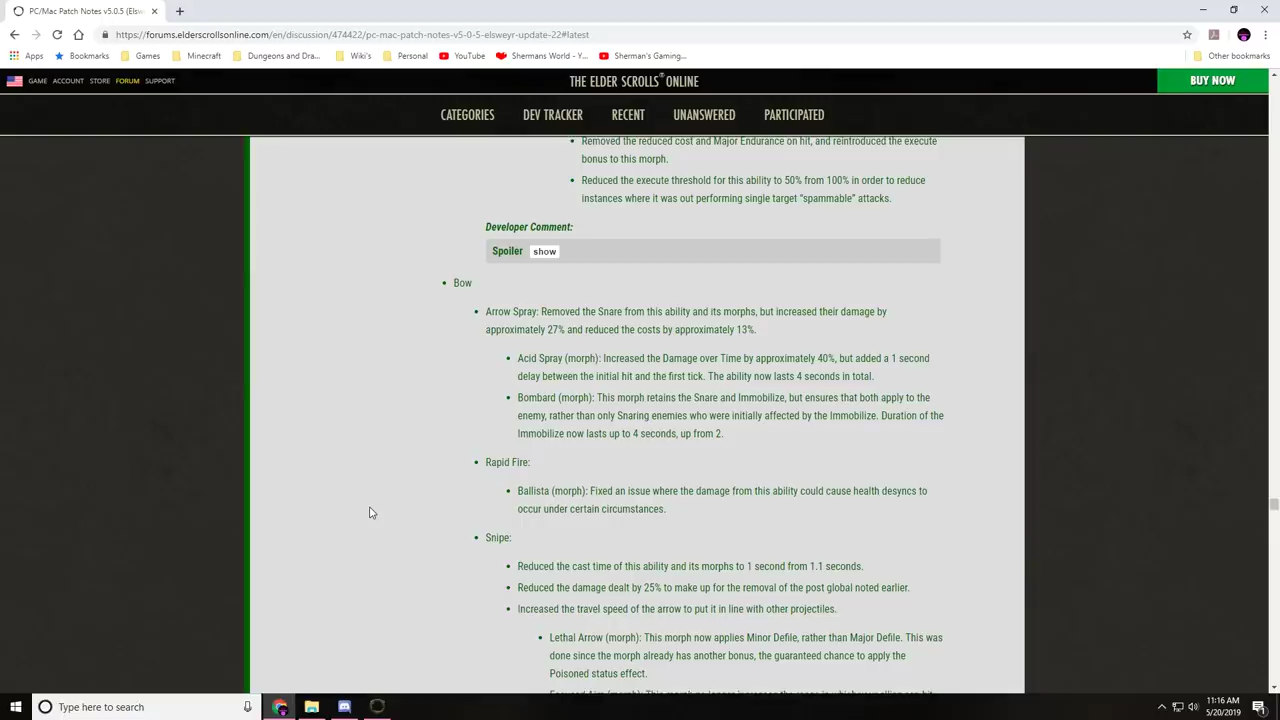 PC/Mac Patch Notes v5.0.5 (Elsw
https://forums.elderscrollsonline.com/en/discussion/474422/pc-mac-patch-notes-v5-0-5-elsweyr-update-22#latest
Apps Bookmarks Games Minecraft Dungeons and Dra... Wiki's Personal YouTube Shermans World - Y... Sherman's Gaming... Other bookmarks
GAME ACCOUNT STORE FORUM SUPPORT THE ELDER SCROLLS ONLINE BUY NOW
CATEGORIES DEV TRACKER RECENT UNANSWERED PARTICIPATED
• Removed the reduced cost and Major Endurance on hit, and reintroduced the execute
bonus to this morph.
• Reduced the execute threshold for this ability to 50% from 100% in order to reduce
instances where it was out performing single target “spammable” attacks.
Developer Comment:
Spoiler show
• Bow
• Arrow Spray: Removed the Snare from this ability and its morphs, but increased their damage by
approximately 27% and reduced the costs by approximately 13%.
• Acid Spray (morph): Increased the Damage over Time by approximately 40%, but added a 1 second
delay between the initial hit and the first tick. The ability now lasts 4 seconds in total.
• Bombard (morph): This morph retains the Snare and Immobilize, but ensures that both apply to the
enemy, rather than only Snaring enemies who were initially affected by the Immobilize. Duration of the
Immobilize now lasts up to 4 seconds, up from 2.
• Rapid Fire:
• Ballista (morph): Fixed an issue where the damage from this ability could cause health desyncs to
occur under certain circumstances.
• Snipe:
• Reduced the cast time of this ability and its morphs to 1 second from 1.1 seconds.
• Reduced the damage dealt by 25% to make up for the removal of the post global noted earlier.
• Increased the travel speed of the arrow to put it in line with other projectiles.
• Lethal Arrow (morph): This morph now applies Minor Defile, rather than Major Defile. This was
done since the morph already has another bonus, the guaranteed chance to apply the
Poisoned status effect.
Type here to search
11:16 AM
5/20/2019